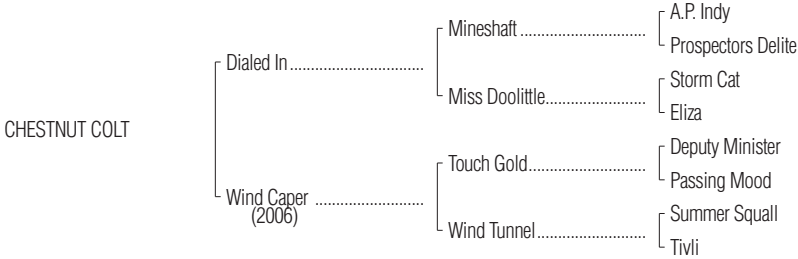 A.P. Indy
Mineshaft ..............................
Prospectors Delite
Dialed In................................
Storm Cat
Miss Doolittle........................
Eliza
CHESTNUT COLT
Deputy Minister
Touch Gold............................
Passing Mood
Wind Caper ..........................
(2006)
Summer Squall
Wind Tunnel..........................
Tivli